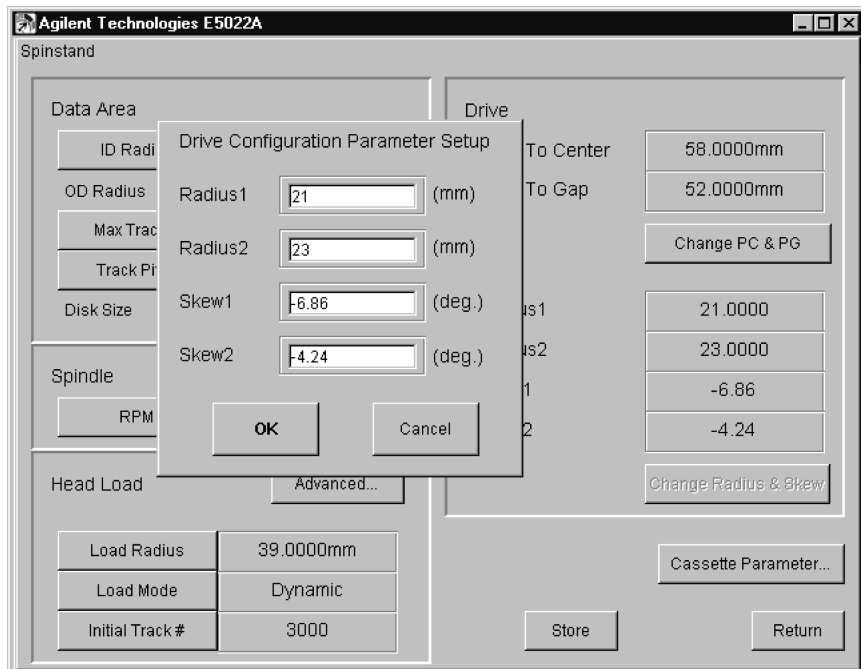 Agilent Technologies E5022A
Spinstand
Data Area
ID Radi
OD Radius
Max Trac
Track Pi
Disk Size
Spindle
RPM
Head Load
Advanced...
Load Radius 39.0000mm
Load Mode Dynamic
Initial Track # 3000
Drive Configuration Parameter Setup
Radius1 21 (mm)
Radius2 23 (mm)
Skew1 -6.86 (deg.)
Skew2 -4.24 (deg.)
OK Cancel
Drive
To Center 58.0000mm
To Gap 52.0000mm
Change PC & PG
us1 21.0000
us2 23.0000
1 -6.86
2 -4.24
Change Radius & Skew
Cassette Parameter...
Store Return